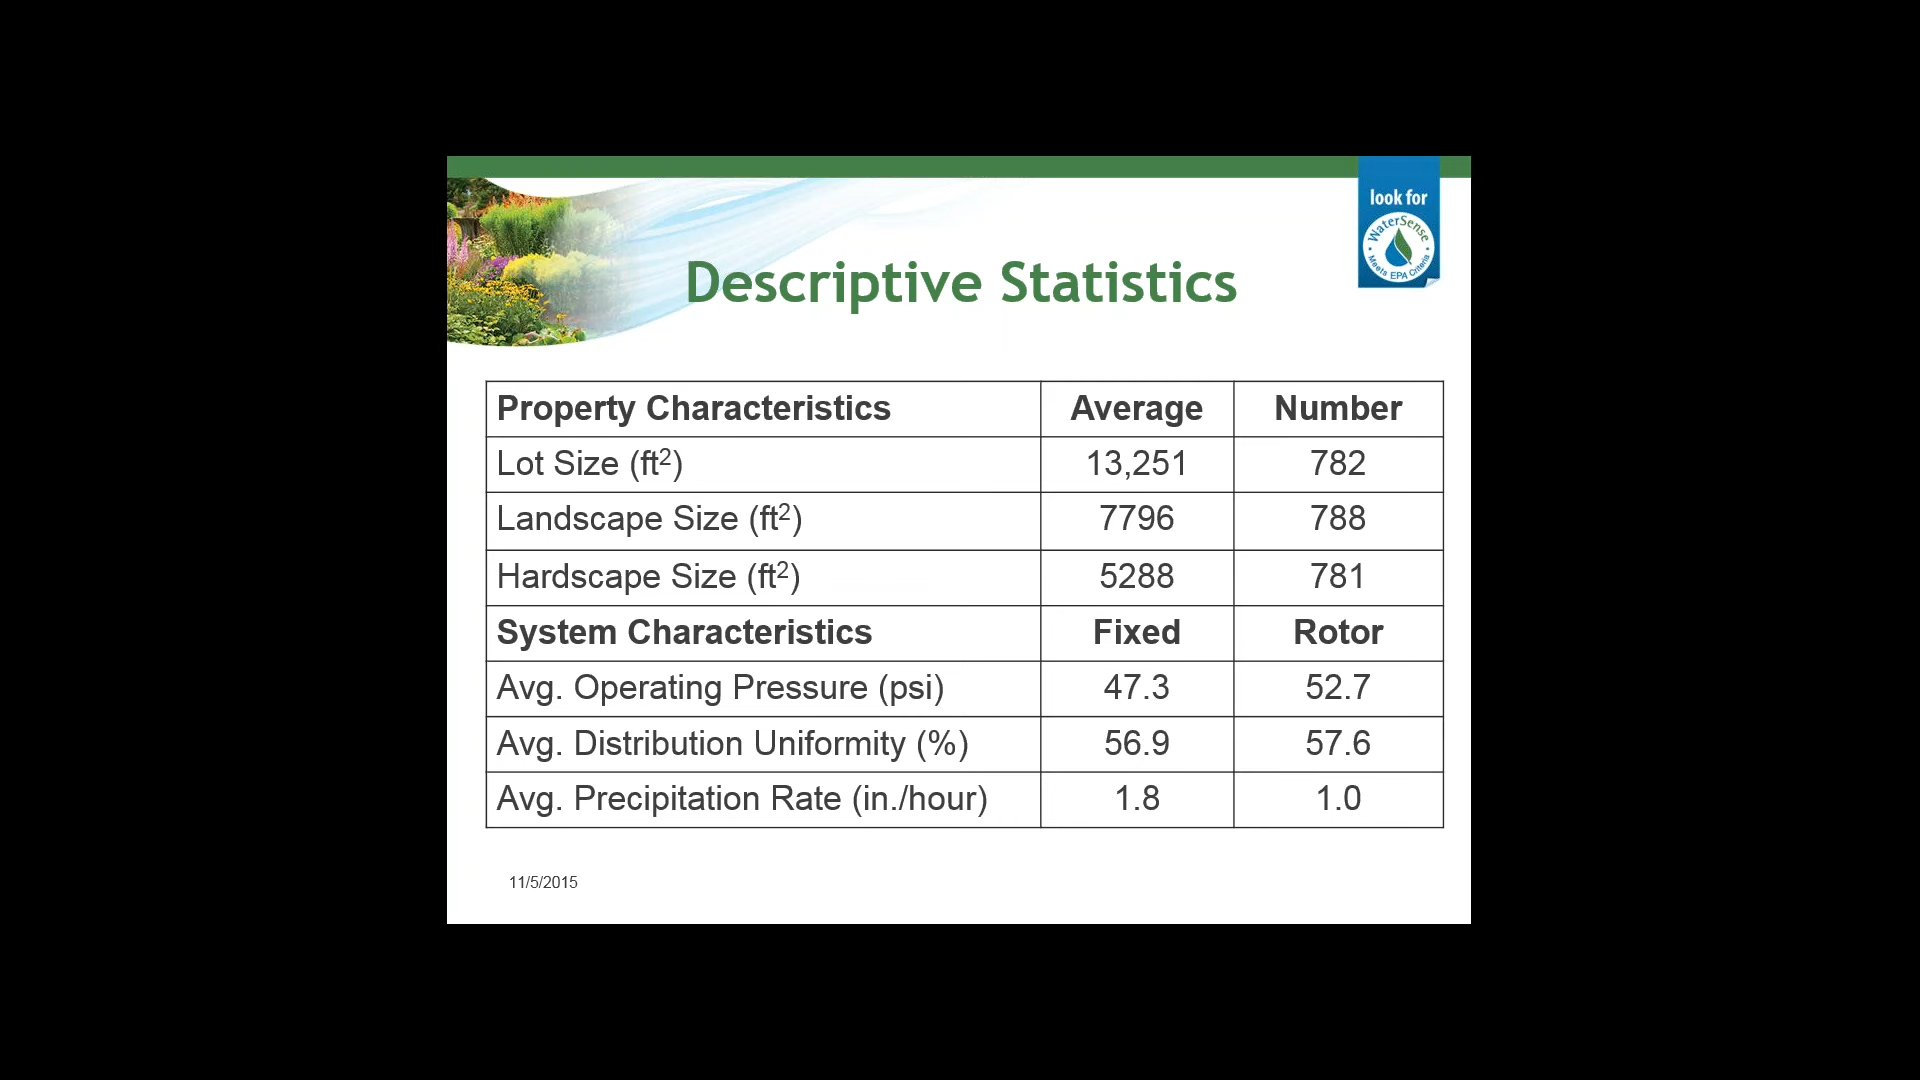 look for
WaterSense
Meets EPA Criteria
Descriptive Statistics
Property Characteristics Average Number
Lot Size (ft²) 13,251 782
Landscape Size (ft²) 7796 788
Hardscape Size (ft²) 5288 781
System Characteristics Fixed Rotor
Avg. Operating Pressure (psi) 47.3 52.7
Avg. Distribution Uniformity (%) 56.9 57.6
Avg. Precipitation Rate (in./hour) 1.8 1.0
11/5/2015